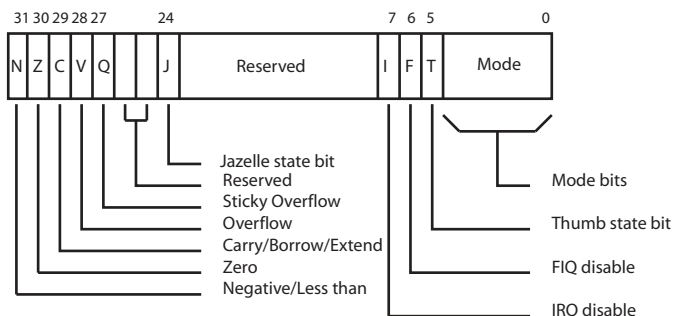 31 30 29 28 27 24 7 6 5 0
N Z C V Q J Reserved I F T Mode
Jazelle state bit
Reserved Mode bits
Sticky Overflow
Overflow Thumb state bit
Carry/Borrow/Extend
Zero FIQ disable
Negative/Less than
IRQ disable